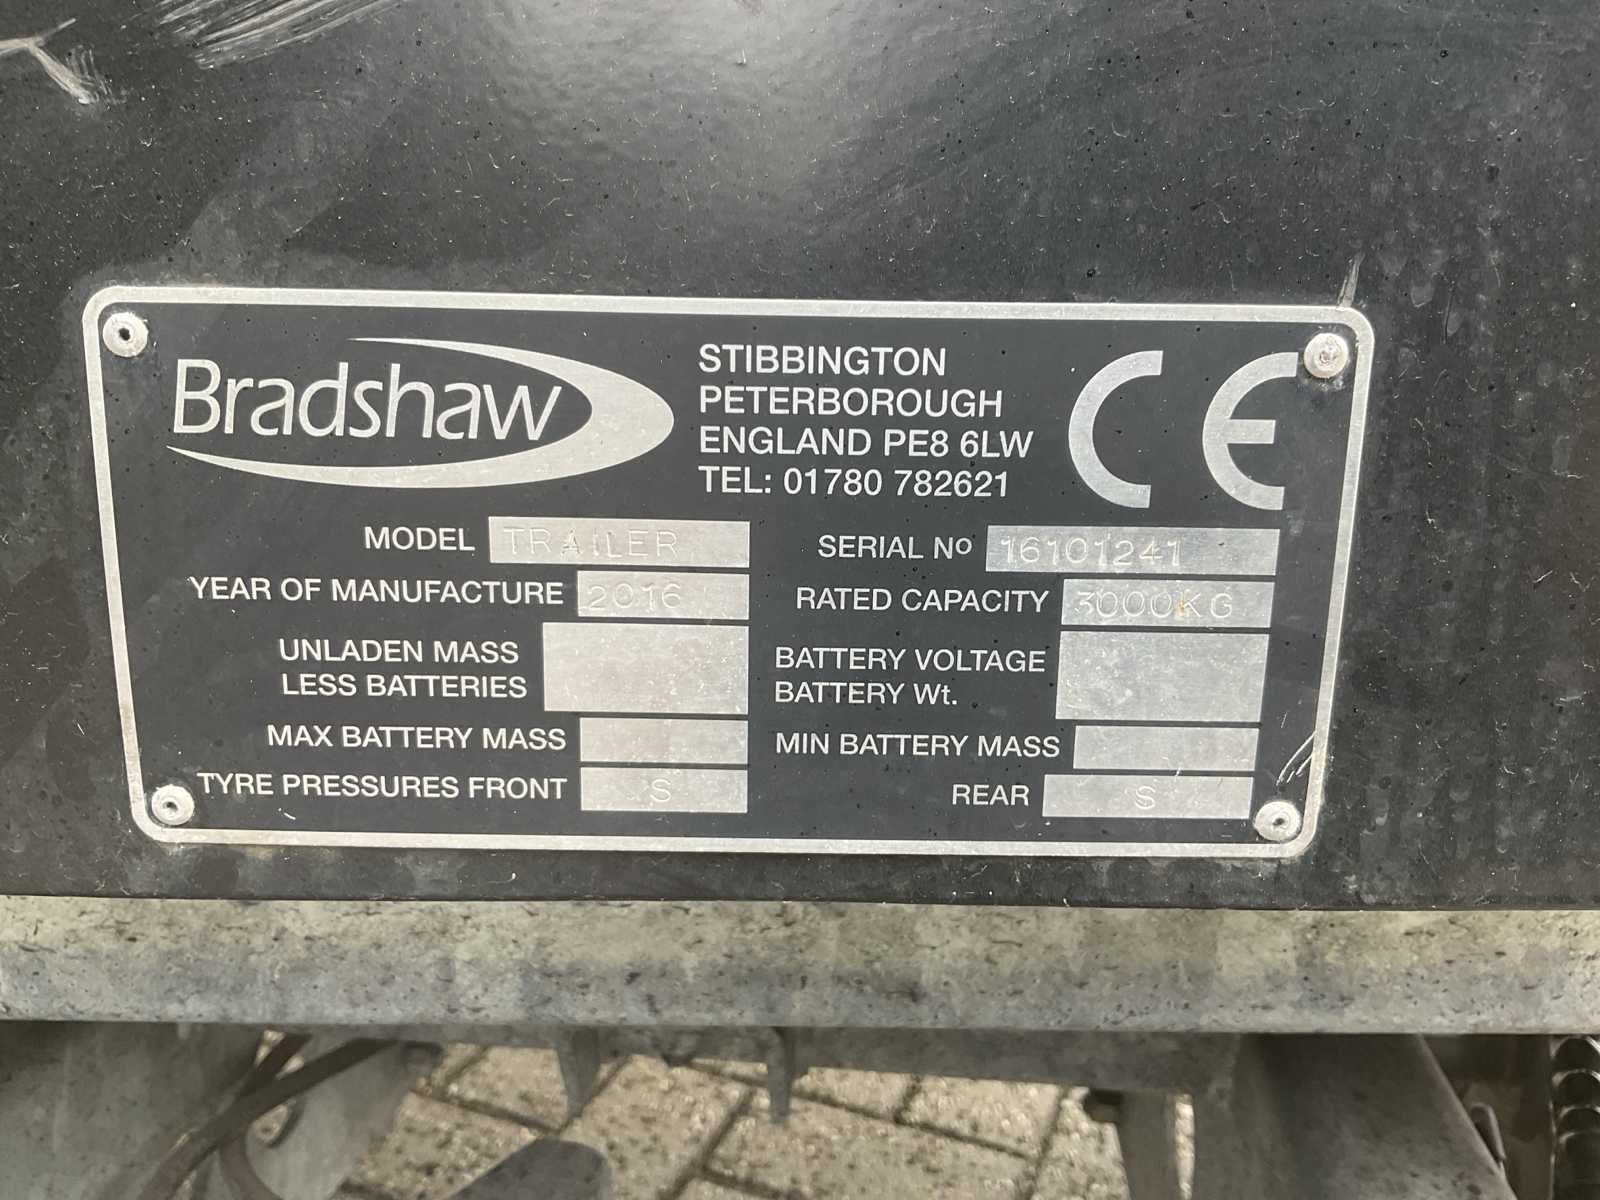 Bradshaw
STIBBINGTON
PETERBOROUGH
ENGLAND PE8 6LW
TEL: 01780 782621
CE
MODEL TRAILER
SERIAL Nº 16101241
YEAR OF MANUFACTURE 2016
RATED CAPACITY 3000KG
UNLADEN MASS
LESS BATTERIES
BATTERY VOLTAGE
BATTERY Wt.
MAX BATTERY MASS
MIN BATTERY MASS
TYRE PRESSURES FRONT S
REAR S